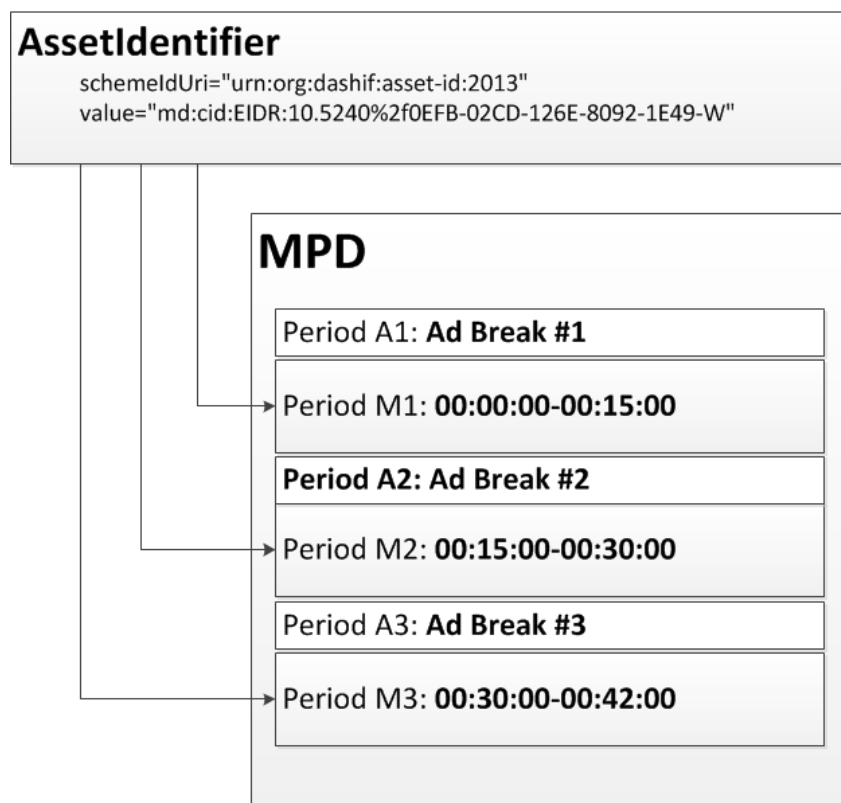 AssetIdentifier
schemeIdUri="urn:org:dashif:asset-id:2013"
value="md:cid:EIDR:10.5240%2f0EFB-02CD-126E-8092-1E49-W"
MPD
Period A1: Ad Break #1
Period M1: 00:00:00-00:15:00
Period A2: Ad Break #2
Period M2: 00:15:00-00:30:00
Period A3: Ad Break #3
Period M3: 00:30:00-00:42:00